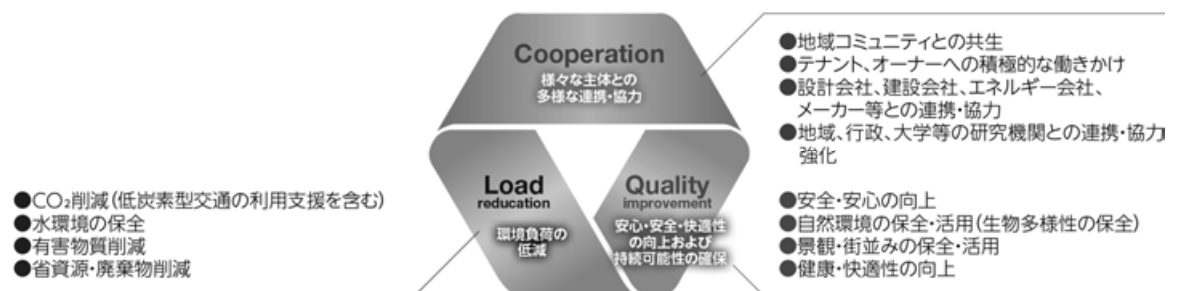 Cooperation
様々な主体との
多様な連携・協力
●地域コミュニティとの共生
●テナント、オーナーへの積極的な働きかけ
●設計会社、建設会社、エネルギー会社、
メーカー等との連携・協力
●地域、行政、大学等の研究機関との連携・協力
強化
Load
reducation
環境負荷の
低減
●CO₂削減(低炭素型交通の利用支援を含む)
●水環境の保全
●有害物質削減
●省資源・廃棄物削減
Quality
improvement
安心・安全・快適性
の向上および
持続可能性の確保
●安全・安心の向上
●自然環境の保全・活用(生物多様性の保全)
●景観・街並みの保全・活用
●健康・快適性の向上